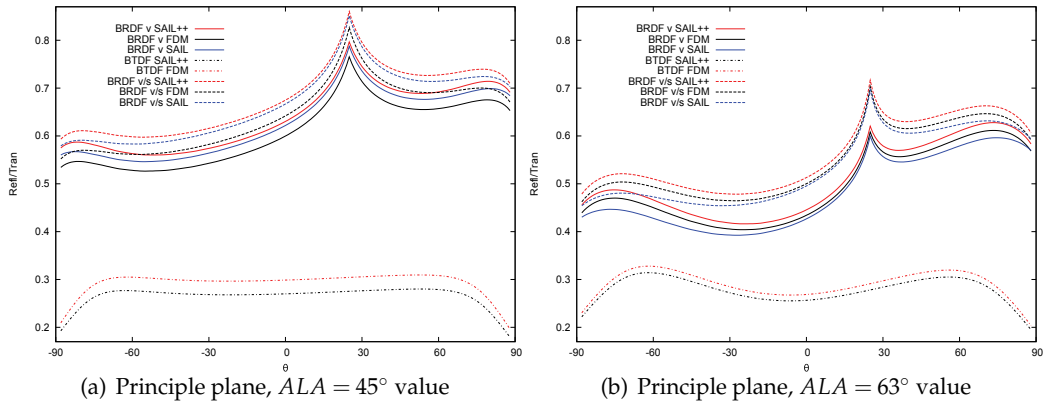 BRDF v SAIL++
BRDF v FDM
BRDF v SAIL
BTDF SAIL++
BTDF FDM
BRDF v/s SAIL++
BRDF v/s FDM
BRDF v/s SAIL
Refl/Tran
0.8
0.7
0.6
0.5
0.4
0.3
0.2
-90 -60 -30 0 30 60 90
θ
(a) Principle plane, ALA = 45° value
BRDF v SAIL++
BRDF v FDM
BRDF v SAIL
BTDF SAIL++
BTDF FDM
BRDF v/s SAIL++
BRDF v/s FDM
BRDF v/s SAIL
Refl/Tran
0.8
0.7
0.6
0.5
0.4
0.3
0.2
-90 -60 -30 0 30 60 90
θ
(b) Principle plane, ALA = 63° value